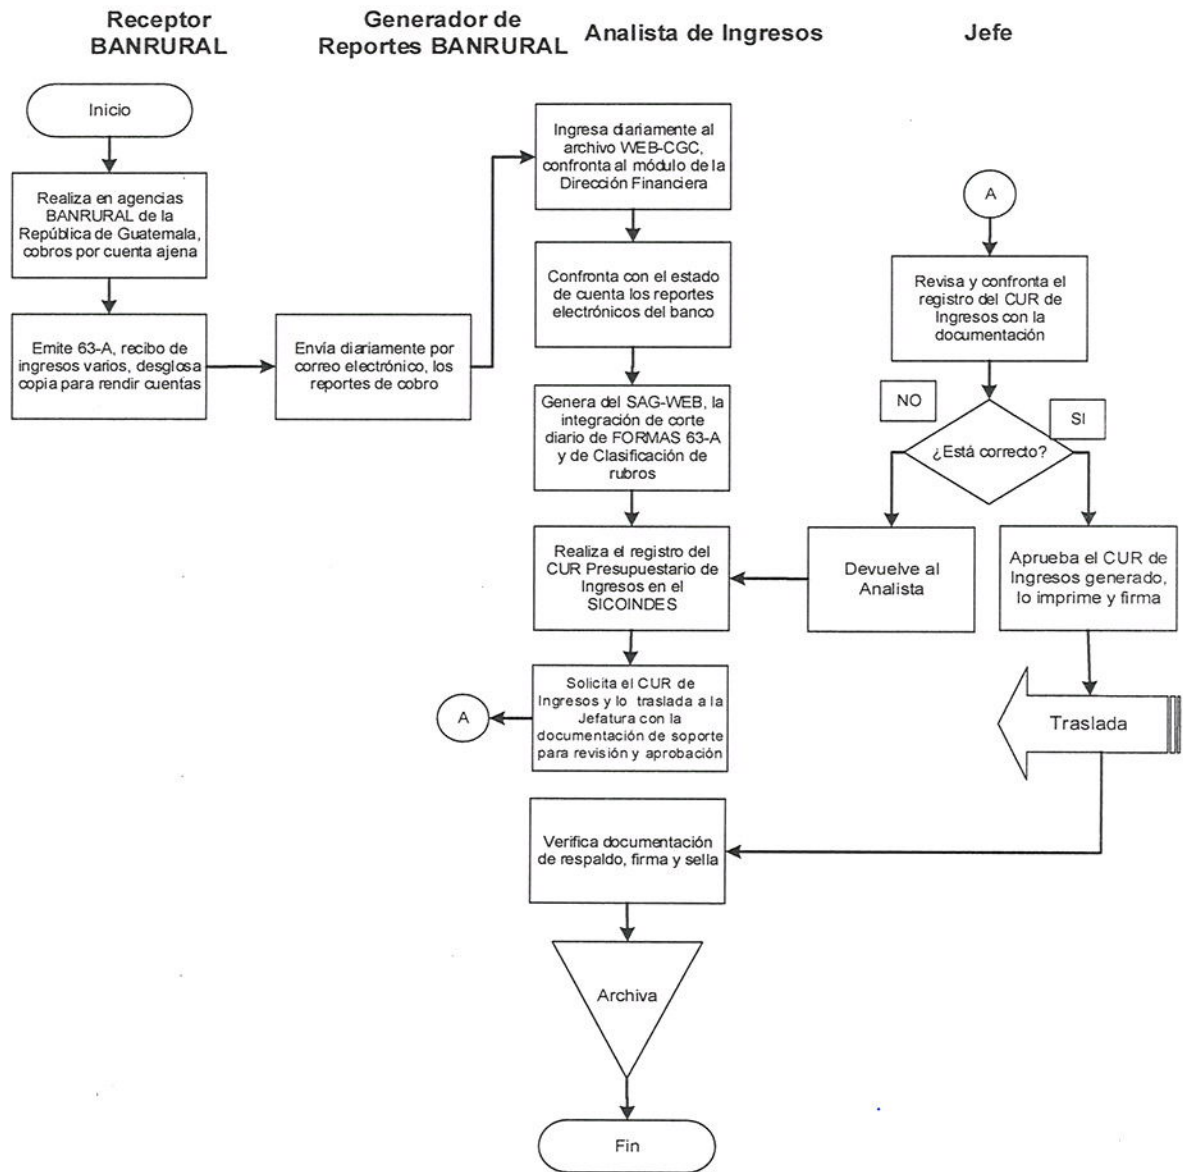 Receptor
BANRURAL
Generador de
Reportes BANRURAL
Analista de Ingresos
Jefe
Inicio
Realiza en agencias
BANRURAL de la
República de Guatemala,
cobros por cuenta ajena
Emite 63-A, recibo de
ingresos varios, desglosa
copia para rendir cuentas
Envía diariamente por
correo electrónico, los
reportes de cobro
Ingresa diariamente al
archivo WEB-CGC,
confronta al módulo de la
Dirección Financiera
Confronta con el estado
de cuenta los reportes
electrónicos del banco
Genera del SAG-WEB, la
integración de corte
diario de FORMAS 63-A
y de Clasificación de
rubros
Realiza el registro del
CUR Presupuestario de
Ingresos en el
SICOINDES
Solicita el CUR de
Ingresos y lo traslada a la
Jefatura con la
documentación de soporte
para revisión y aprobación
A
A
Revisa y confronta el
registro del CUR de
Ingresos con la
documentación
NO
SI
¿Está correcto?
Devuelve al
Analista
Aprueba el CUR de
Ingresos generado,
lo imprime y firma
Traslada
Verifica documentación
de respaldo, firma y sella
Archiva
Fin